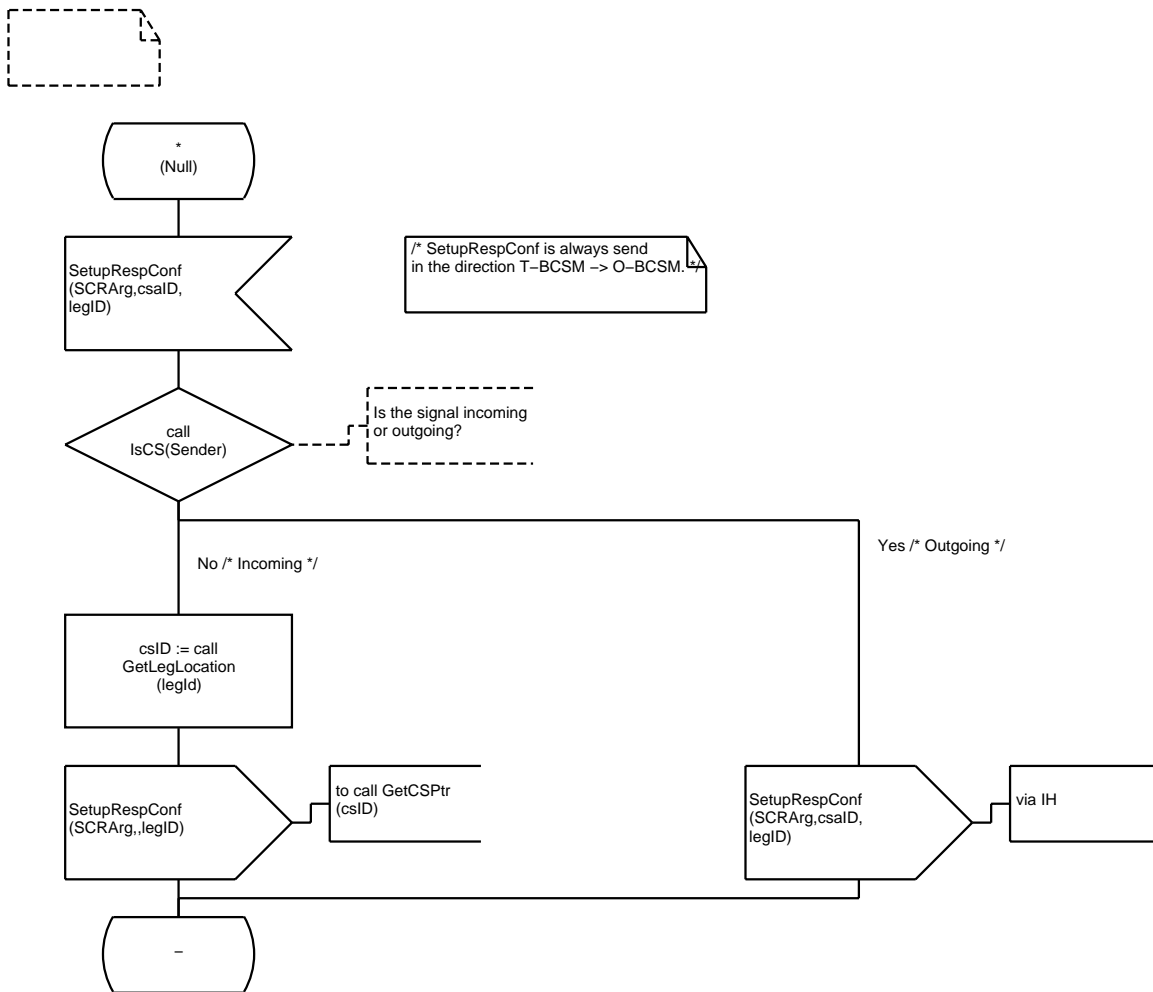 *
(Null)
SetupRespConf
(SCRArg,csaID,
legID)
/* SetupRespConf is always send
in the direction T–BCSM –> O–BCSM. */
call
IsCS(Sender)
Is the signal incoming
or outgoing?
No /* Incoming */
Yes /* Outgoing */
csID := call
GetLegLocation
(legId)
SetupRespConf
(SCRArg,,legID)
to call GetCSPtr
(csID)
SetupRespConf
(SCRArg,csaID,
legID)
via IH
–